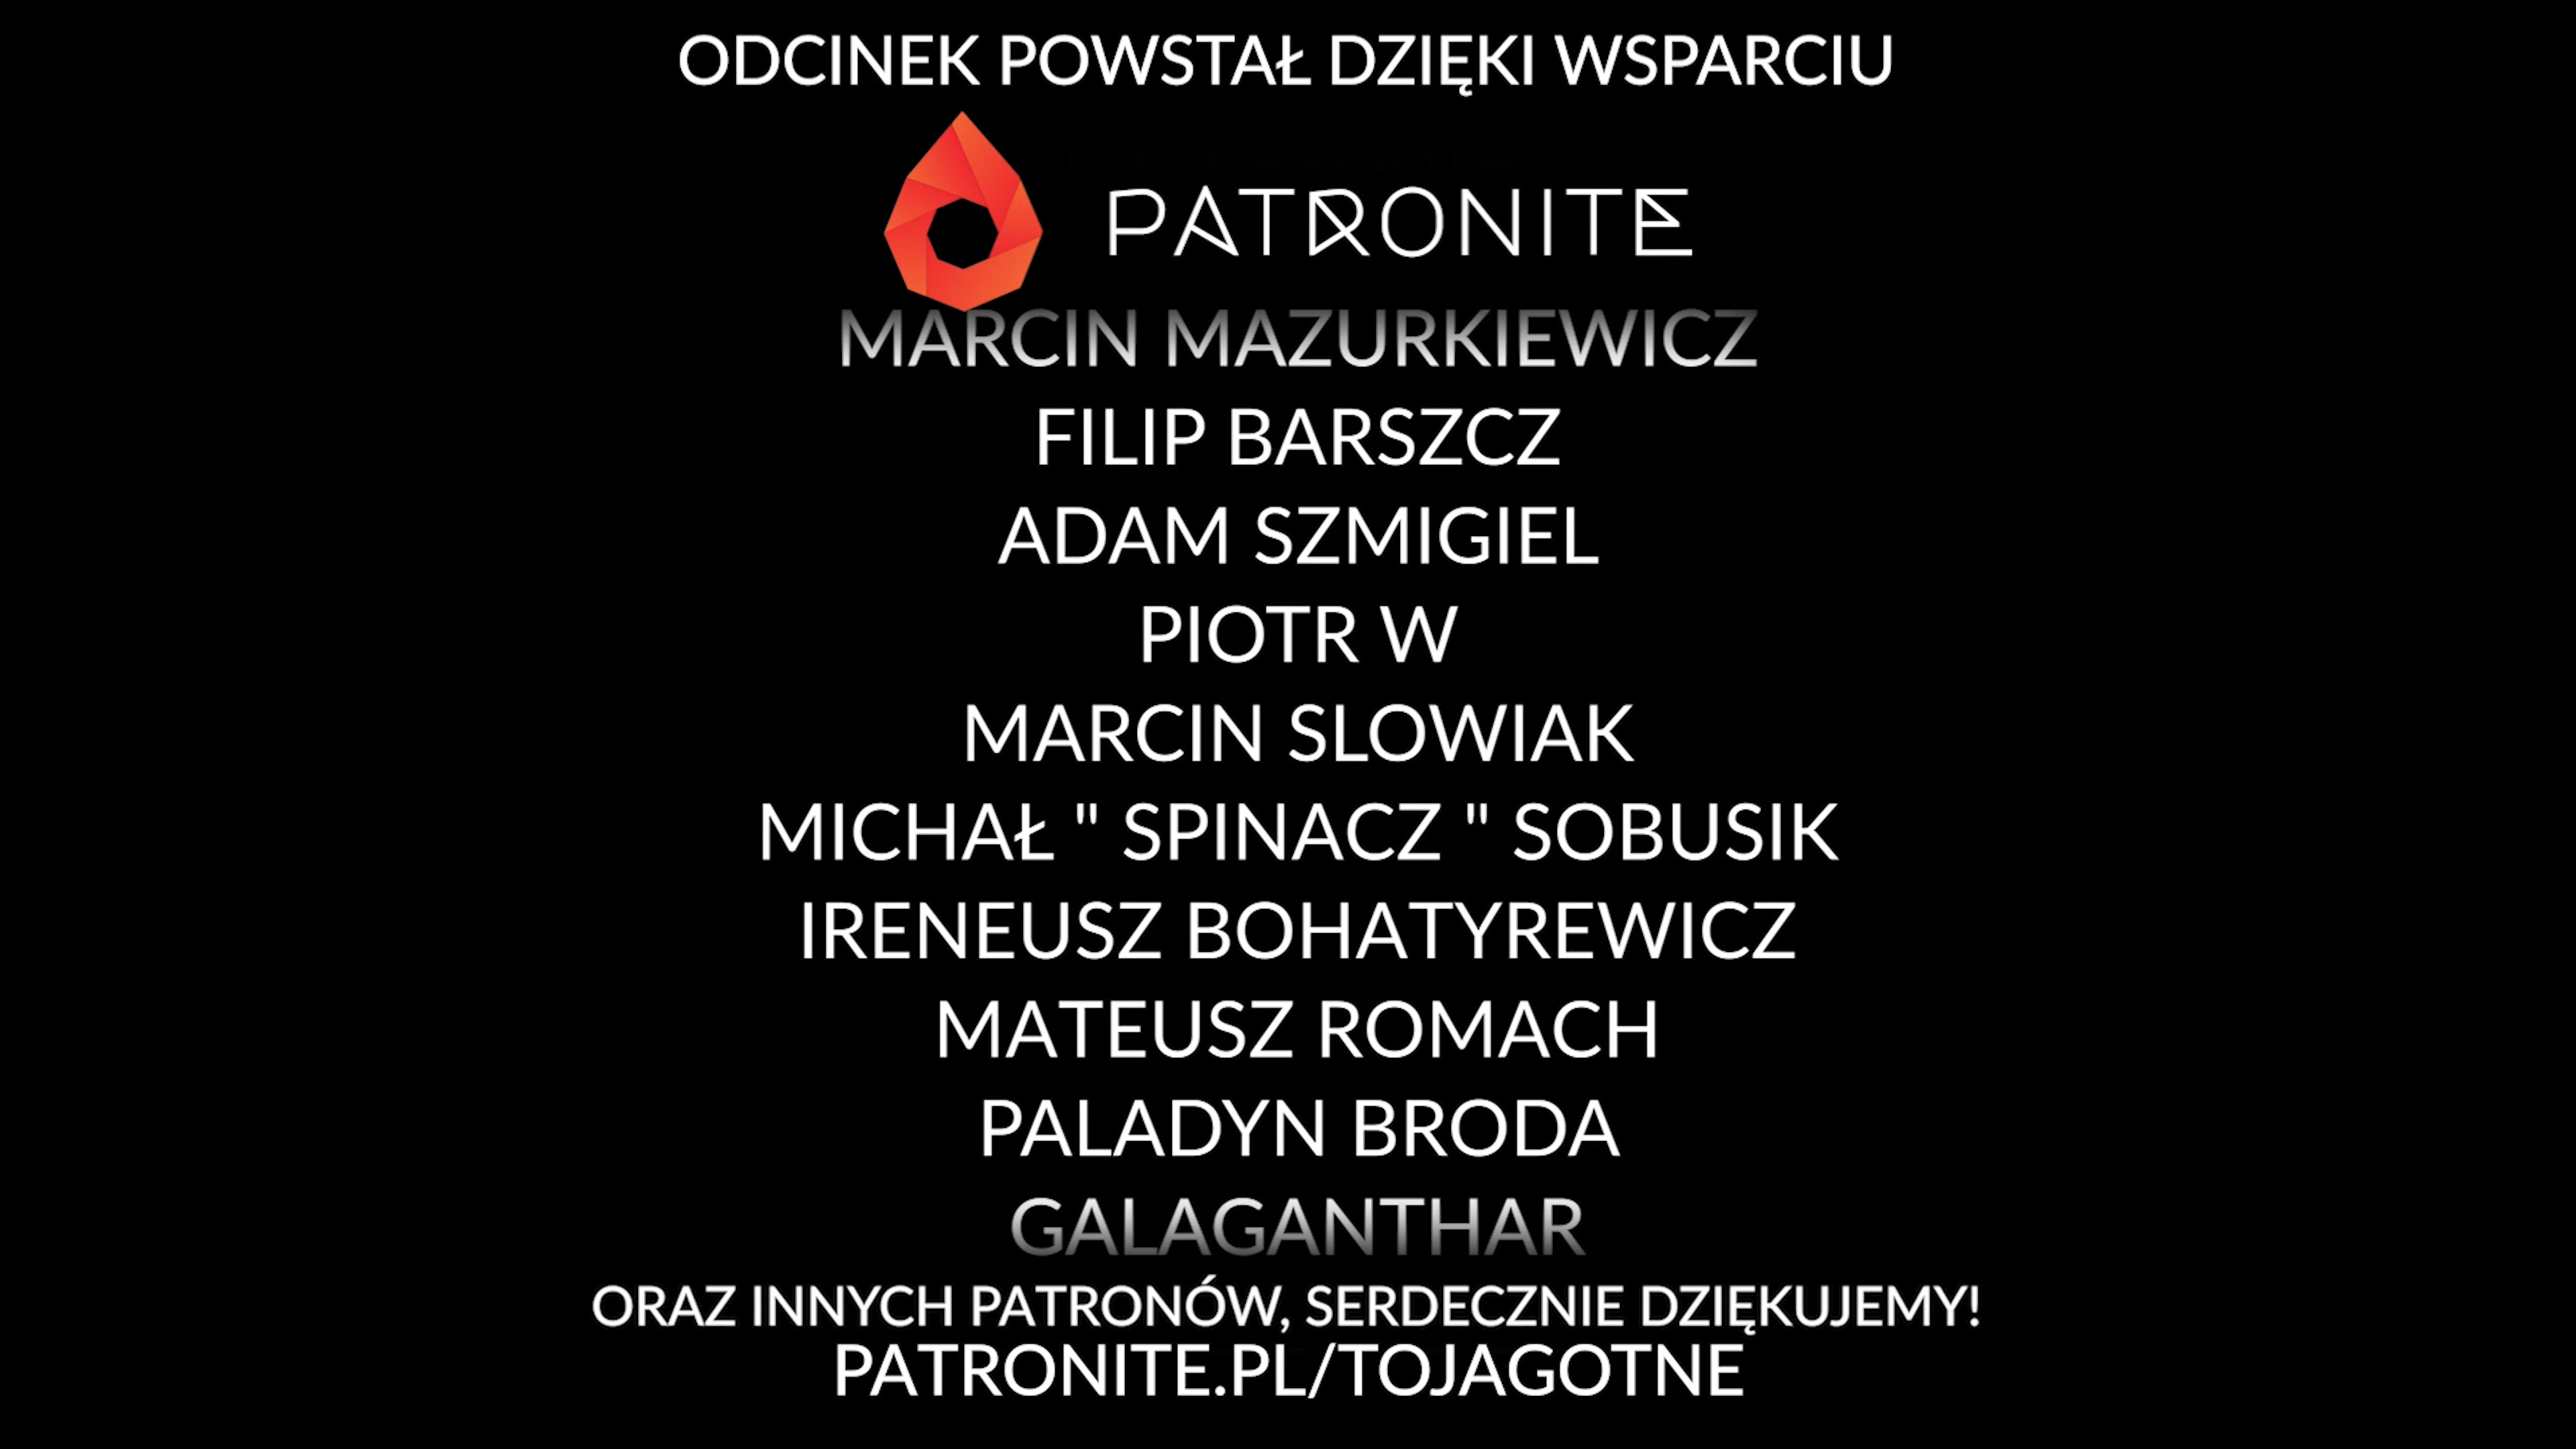 ODCINEK POWSTAŁ DZIĘKI WSPARCIU
PATRONITE
MARCIN MAZURKIEWICZ
FILIP BARSZCZ
ADAM SZMIGIEL
PIOTR W
MARCIN SLOWIAK
MICHAŁ " SPINACZ " SOBUSIK
IRENEUSZ BOHATYREWICZ
MATEUSZ ROMACH
PALADYN BRODA
GALAGANTHAR
ORAZ INNYCH PATRONÓW, SERDECZNIE DZIĘKUJEMY!
PATRONITE.PL/TOJAGOTNE